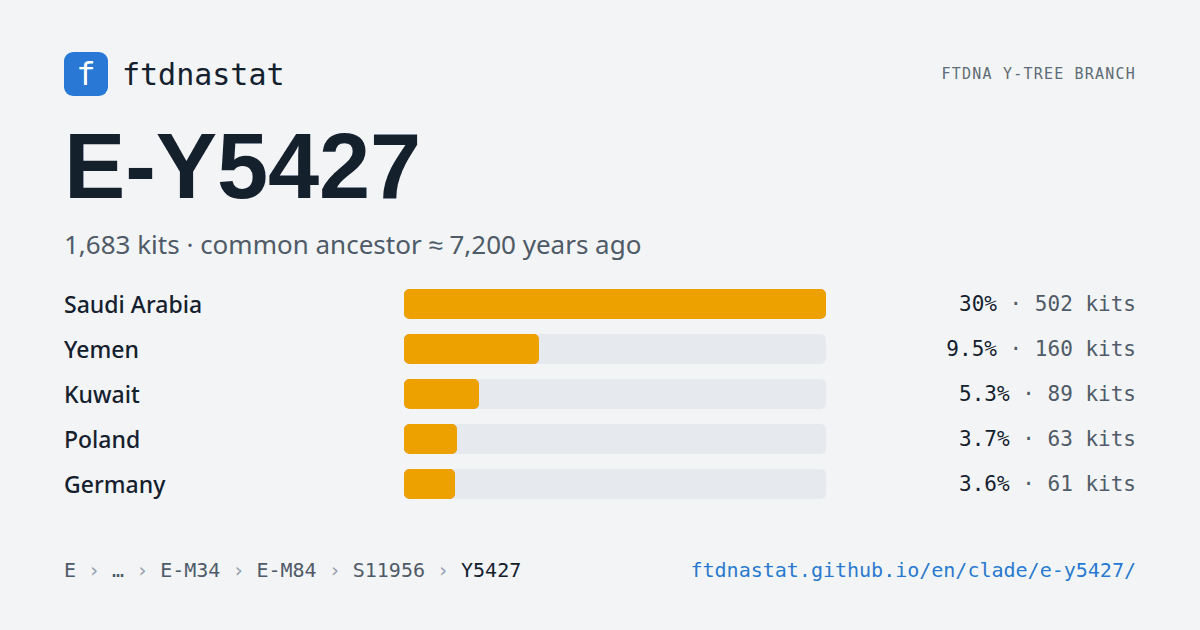 f ftdnastat
FTDNA Y-TREE BRANCH
E-Y5427
1,683 kits · common ancestor ≈ 7,200 years ago
Saudi Arabia 30% · 502 kits
Yemen 9.5% · 160 kits
Kuwait 5.3% · 89 kits
Poland 3.7% · 63 kits
Germany 3.6% · 61 kits
E › … › E-M34 › E-M84 › S11956 › Y5427
ftdnastat.github.io/en/clade/e-y5427/